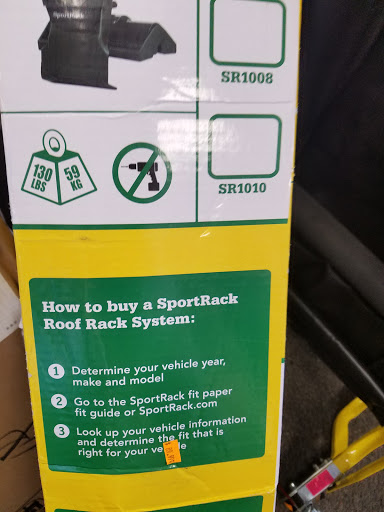 SR1008
130
LBS
59
KG
SR1010
How to buy a SportRack
Roof Rack System:
1 Determine your vehicle year,
make and model
2 Go to the SportRack fit paper
fit guide or SportRack.com
3 Look up your vehicle information
and determine the fit that is
right for your